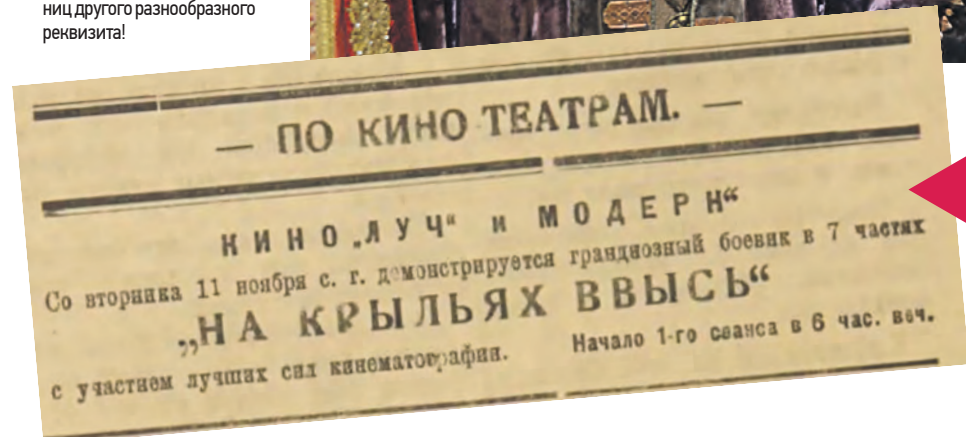 ниц другого разнообразного
реквизита!
— ПО КИНО ТЕАТРАМ. —
КИНО „ЛУЧ“ и МОДЕРН“
Со вторника 11 ноября с. г. демонстрируется грандиозный боевик в 7 частях
„НА КРЫЛЬЯХ ВВЫСЬ“
с участием лучших сил кинематографии. Начало 1-го сеанса в 6 час. веч.